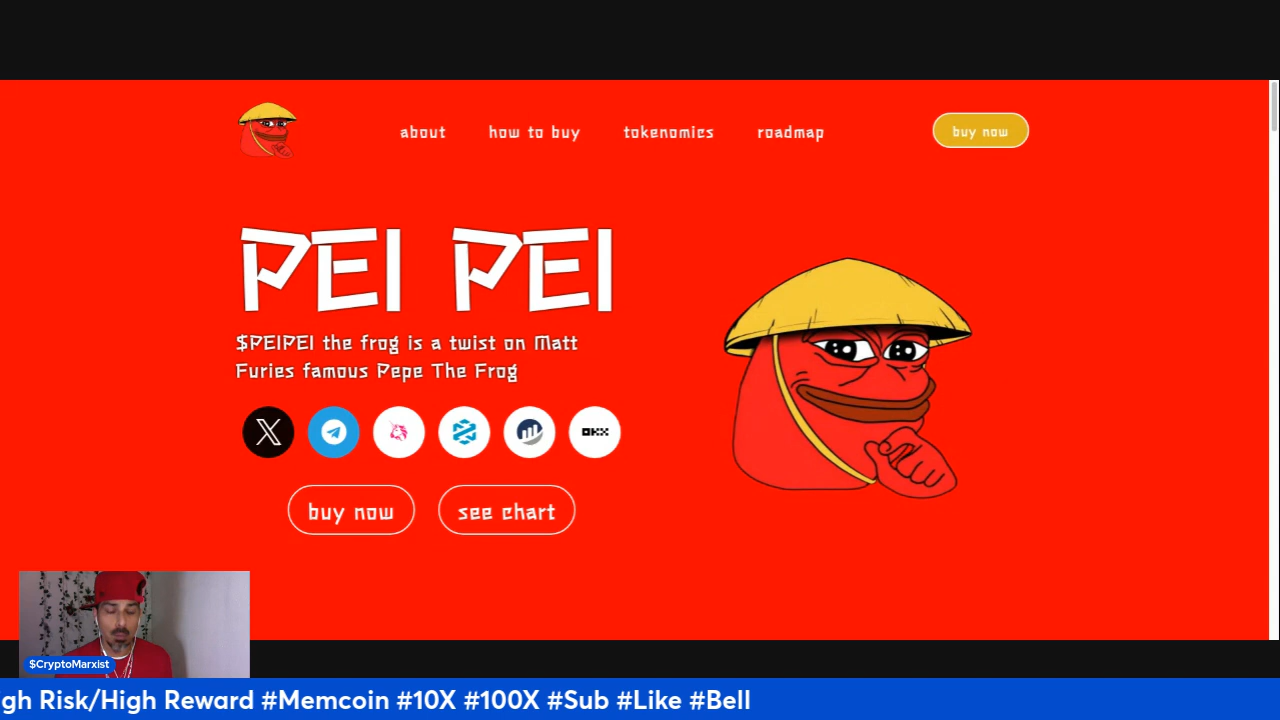 about how to buy tokenomics roadmap buy now
PEI PEI
$PEIPEI the frog is a twist on Matt
Furies famous Pepe The Frog
OKX
buy now see chart
$CryptoMarxist
gh Risk/High Reward #Memcoin #10X #100X #Sub #Like #Bell